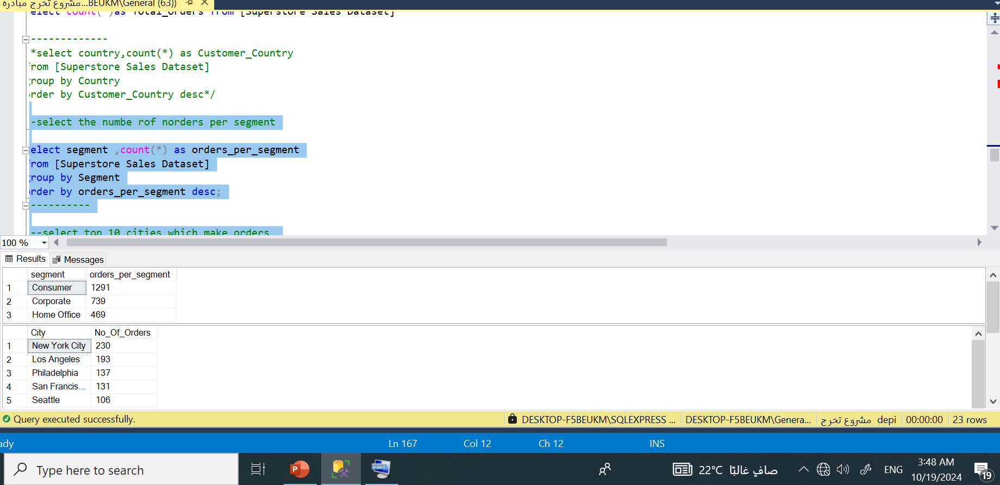 مشروع تخرج مبادره...BEUKM\General (63))
elect count(*)as Total_Orders from [Superstore Sales Dataset]
-------------
*select country,count(*) as Customer_Country
from [Superstore Sales Dataset]
group by Country
order by Customer_Country desc*/
-select the numbe rof norders per segment
elect segment ,count(*) as orders_per_segment
from [Superstore Sales Dataset]
group by Segment
order by orders_per_segment desc;
----------
--select top 10 cities which make orders
100 %
Results Messages
segment orders_per_segment
1 Consumer 1291
2 Corporate 739
3 Home Office 469
City No_Of_Orders
1 New York City 230
2 Los Angeles 193
3 Philadelphia 137
4 San Francis... 131
5 Seattle 106
Query executed successfully. DESKTOP-F5BEUKM\SQLEXPRESS ... DESKTOP-F5BEUKM\Genera... مشروع تخرج depi 00:00:00 23 rows
ady Ln 167 Col 12 Ch 12 INS
Type here to search 22°C صافٍ غالبًا ENG 3:48 AM
10/19/2024 19